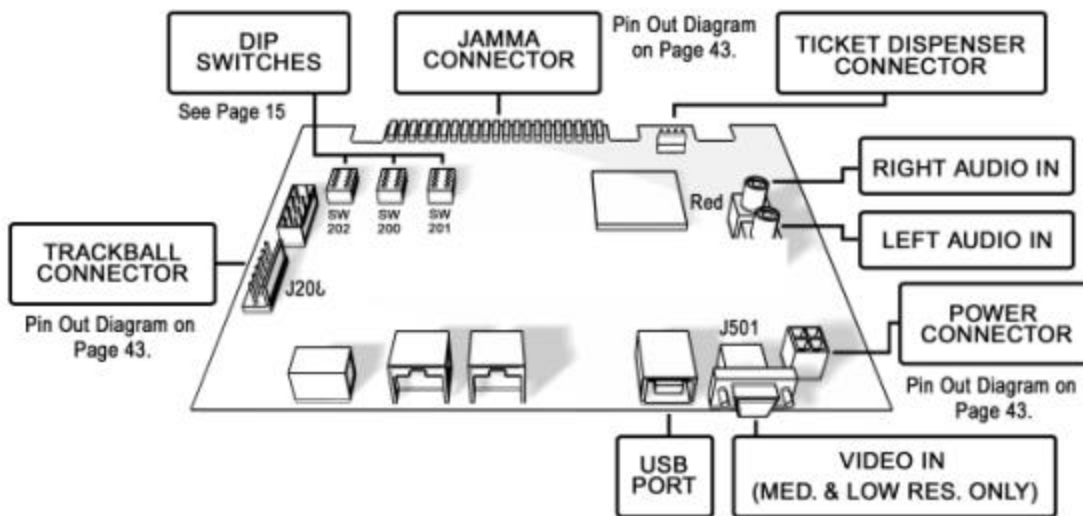 DIP
SWITCHES
See Page 15
JAMMA
CONNECTOR
Pin Out Diagram
on Page 43.
TICKET DISPENSER
CONNECTOR
RIGHT AUDIO IN
Red
LEFT AUDIO IN
SW
202
SW
200
SW
201
TRACKBALL
CONNECTOR
Pin Out Diagram on
Page 43.
J501
POWER
CONNECTOR
Pin Out Diagram on
Page 43.
USB
PORT
VIDEO IN
(MED. & LOW RES. ONLY)